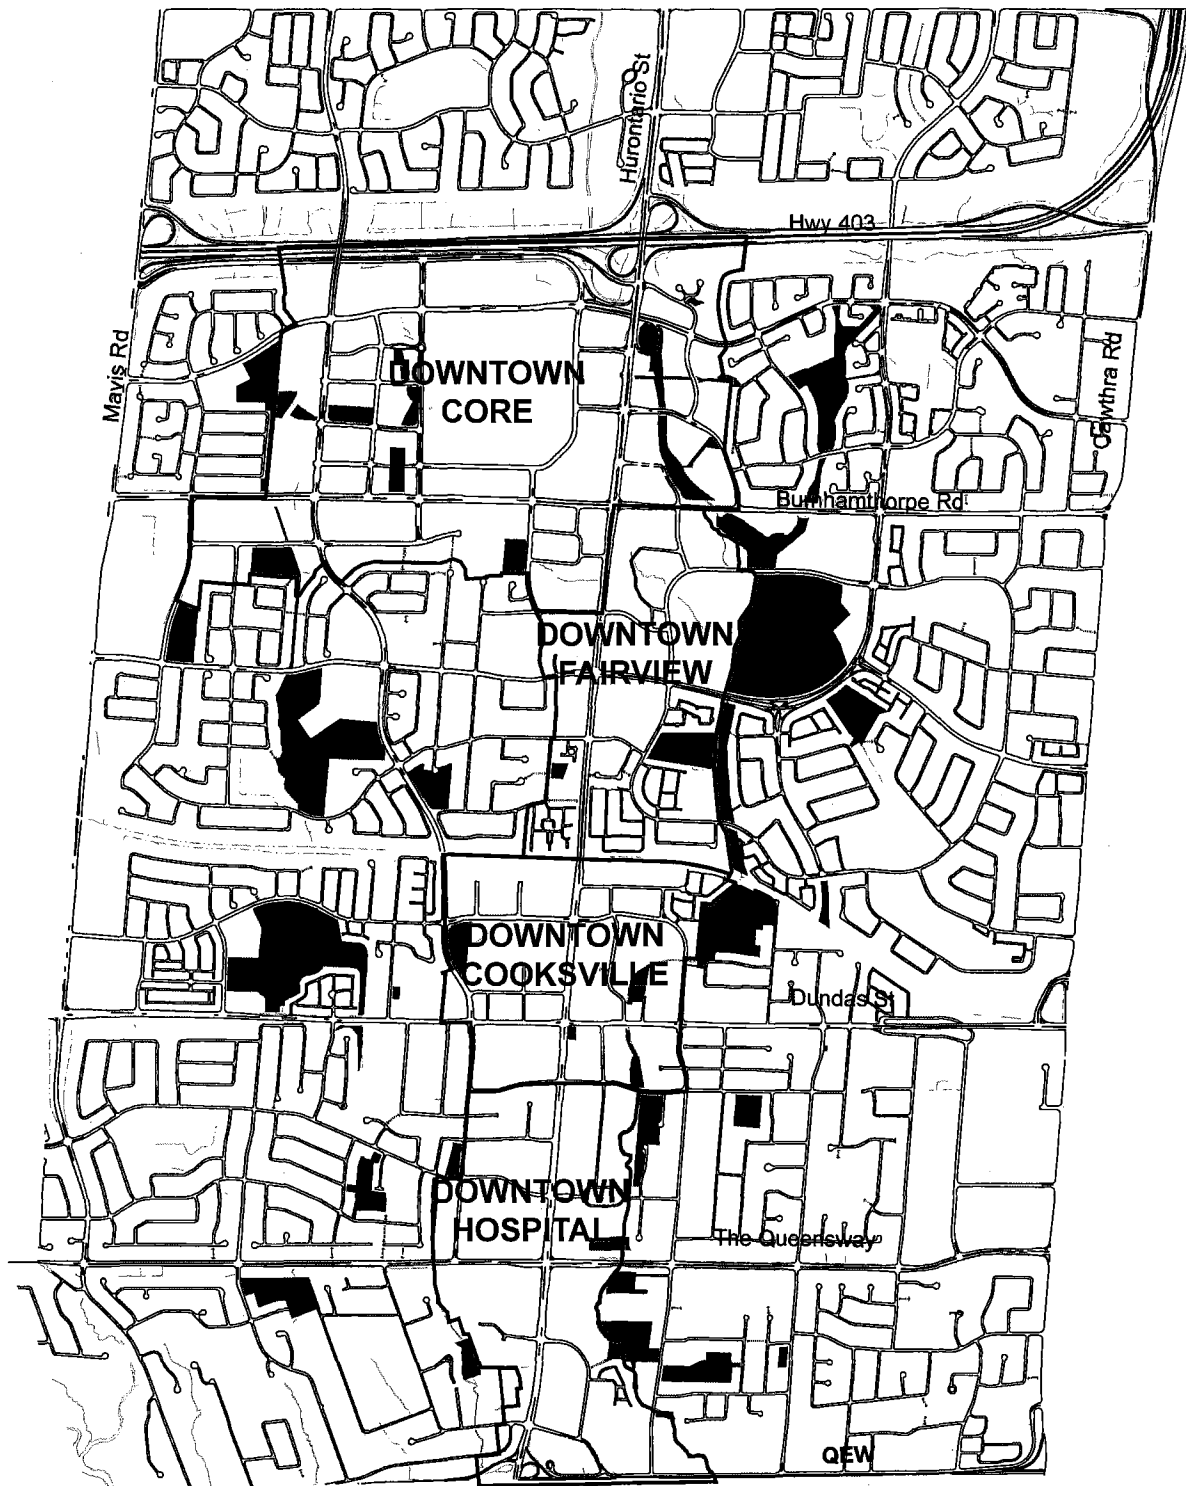 Hurontario St
Hwy 403
Mavis Rd
Cawthra Rd
DOWNTOWN
CORE
Burnhamthorpe Rd
DOWNTOWN
FAIRVIEW
DOWNTOWN
COOKSVILLE
Dundas St
DOWNTOWN
HOSPITAL
The Queensway
QEW